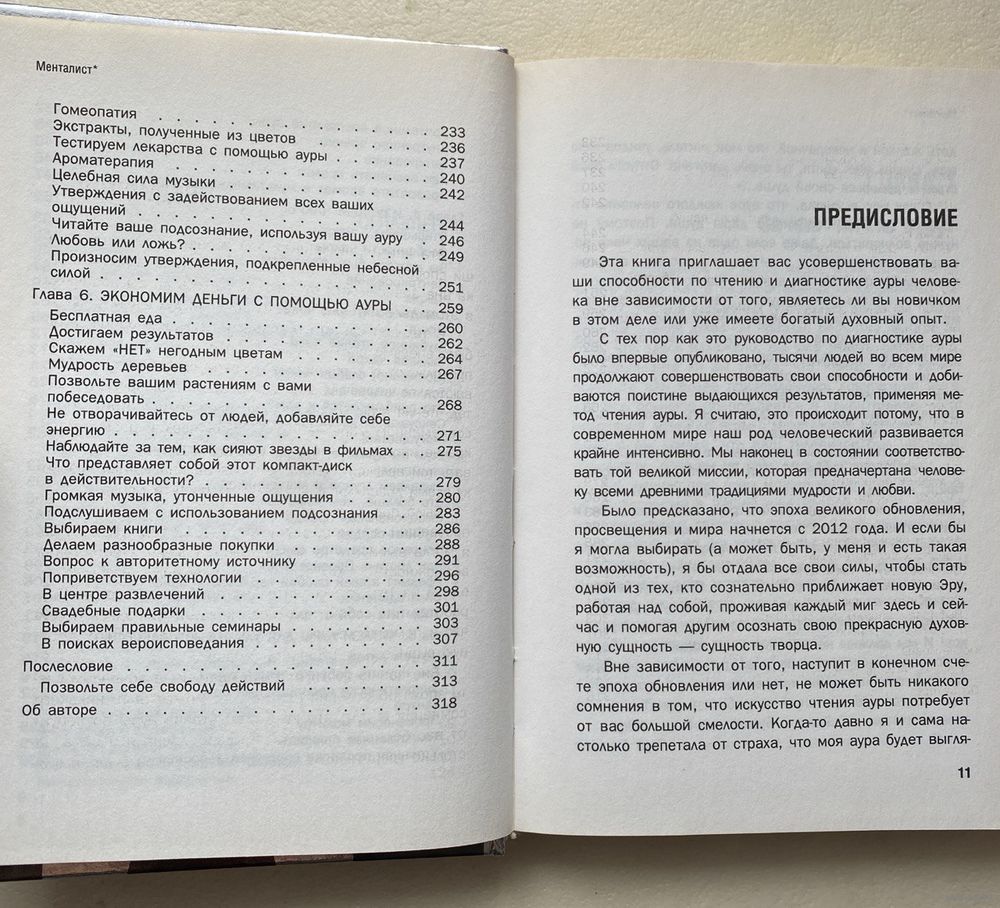 Менталист*
Гомеопатия . . . . . . . . . . . . . . . . . . . . 233
Экстракты, полученные из цветов . . . . . . . . . 236
Тестируем лекарства с помощью ауры . . . . . . . 237
Ароматерапия . . . . . . . . . . . . . . . . . . . 240
Целебная сила музыки . . . . . . . . . . . . . . . 242
Утверждения с задействованием всех ваших
ощущений . . . . . . . . . . . . . . . . . . . . . 244
Читайте ваше подсознание, используя вашу ауру . . 246
Любовь или ложь? . . . . . . . . . . . . . . . . . 249
Произносим утверждения, подкрепленные небесной
силой . . . . . . . . . . . . . . . . . . . . . . 251
Глава 6. ЭКОНОМИМ ДЕНЬГИ С ПОМОЩЬЮ АУРЫ . . . 259
Бесплатная еда . . . . . . . . . . . . . . . . . . 260
Достигаем результатов . . . . . . . . . . . . . . 262
Скажем «НЕТ» негодным цветам . . . . . . . . . . 264
Мудрость деревьев . . . . . . . . . . . . . . . . 267
Позвольте вашим растениям с вами
побеседовать . . . . . . . . . . . . . . . . . . . 268
Не отворачивайтесь от людей, добавляйте себе
энергию . . . . . . . . . . . . . . . . . . . . . 271
Наблюдайте за тем, как сияют звезды в фильмах . . 275
Что представляет собой этот компакт-диск
в действительности? . . . . . . . . . . . . . . . 279
Громкая музыка, утонченные ощущения . . . . . . . 280
Подслушиваем с использованием подсознания . . . 283
Выбираем книги . . . . . . . . . . . . . . . . . . 286
Делаем разнообразные покупки . . . . . . . . . . 288
Вопрос к авторитетному источнику . . . . . . . . 291
Поприветствуем технологии . . . . . . . . . . . . 296
В центре развлечений . . . . . . . . . . . . . . . 298
Свадебные подарки . . . . . . . . . . . . . . . . 301
Выбираем правильные семинары . . . . . . . . . . 303
В поисках вероисповедания . . . . . . . . . . . . 307
Послесловие . . . . . . . . . . . . . . . . . . . 311
Позвольте себе свободу действий . . . . . . . . . 313
Об авторе . . . . . . . . . . . . . . . . . . . . 318
ПРЕДИСЛОВИЕ
Эта книга приглашает вас усовершенствовать ва-
ши способности по чтению и диагностике ауры челове-
ка вне зависимости от того, являетесь ли вы новичком
в этом деле или уже имеете богатый духовный опыт.
С тех пор как это руководство по диагностике ауры
было впервые опубликовано, тысячи людей во всем мире
продолжают совершенствовать свои способности и доби-
ваются поистине выдающихся результатов, применяя ме-
тод чтения ауры. Я считаю, это происходит потому, что в
современном мире наш род человеческий развивается
крайне интенсивно. Мы наконец в состоянии соответство-
вать той великой миссии, которая предначертана челове-
ку всеми древними традициями мудрости и любви.
Было предсказано, что эпоха великого обновления,
просвещения и мира начнется с 2012 года. И если бы
я могла выбирать (а может быть, у меня и есть такая
возможность), я бы отдала все свои силы, чтобы стать
одной из тех, кто сознательно приближает новую Эру,
работая над собой, проживая каждый миг здесь и сей-
час и помогая другим осознать свою прекрасную духов-
ную сущность — сущность творца.
Вне зависимости от того, наступит в конечном сче-
те эпоха обновления или нет, не может быть никакого
сомнения в том, что искусство чтения ауры потребует
от вас большой смелости. Когда-то давно я и сама на-
столько трепетала от страха, что моя аура будет выгля-
11